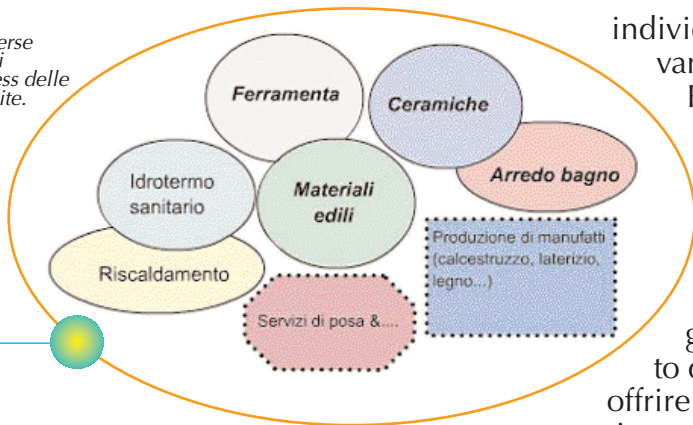 erse
i
ess delle
ite.
Ferramenta
Ceramiche
Idrotermo
sanitario
Materiali
edili
Arredo bagno
Riscaldamento
Produzione di manufatti
(calcestruzzo, laterizio,
legno...)
Servizi di posa &....
indivi
var
g
to
offrire